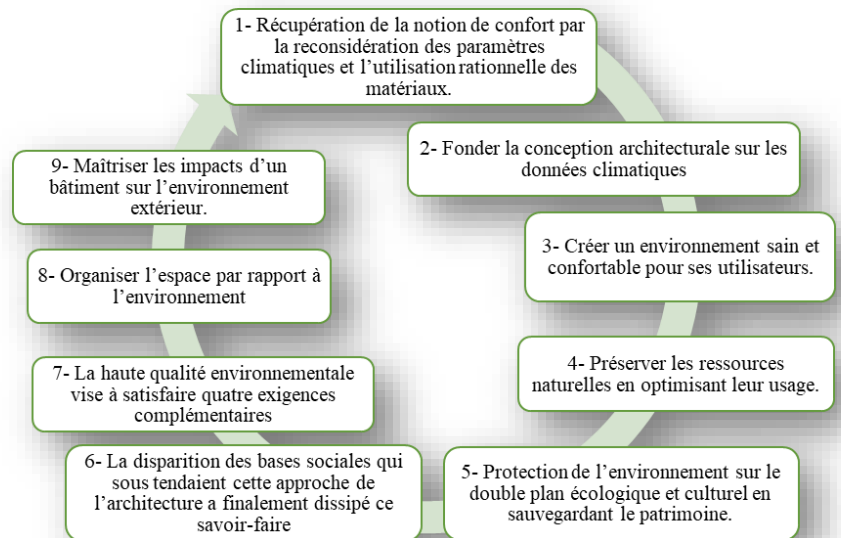 1- Récupération de la notion de confort par
la reconsidération des paramètres
climatiques et l’utilisation rationnelle des
matériaux.
2- Fonder la conception architecturale sur les
données climatiques
3- Créer un environnement sain et
confortable pour ses utilisateurs.
4- Préserver les ressources
naturelles en optimisant leur usage.
5- Protection de l’environnement sur le
double plan écologique et culturel en
sauvegardant le patrimoine.
6- La disparition des bases sociales qui
sous tendaient cette approche de
l’architecture a finalement dissipé ce
savoir-faire
7- La haute qualité environnementale
vise à satisfaire quatre exigences
complémentaires
8- Organiser l’espace par rapport à
l’environnement
9- Maîtriser les impacts d’un
bâtiment sur l’environnement
extérieur.